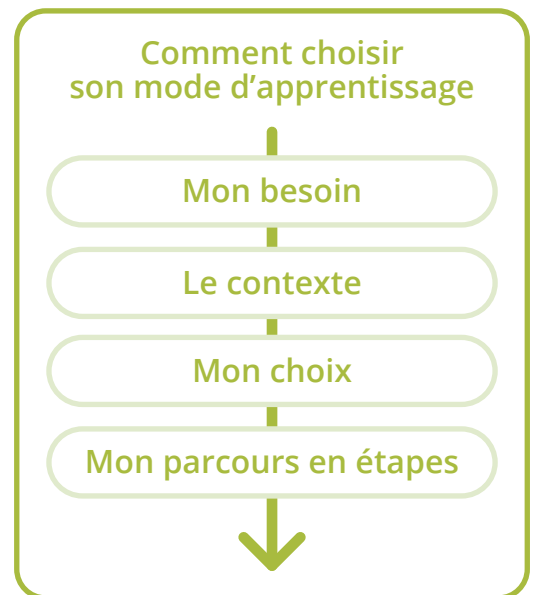 Comment choisir
son mode d’apprentissage
Mon besoin
Le contexte
Mon choix
Mon parcours en étapes